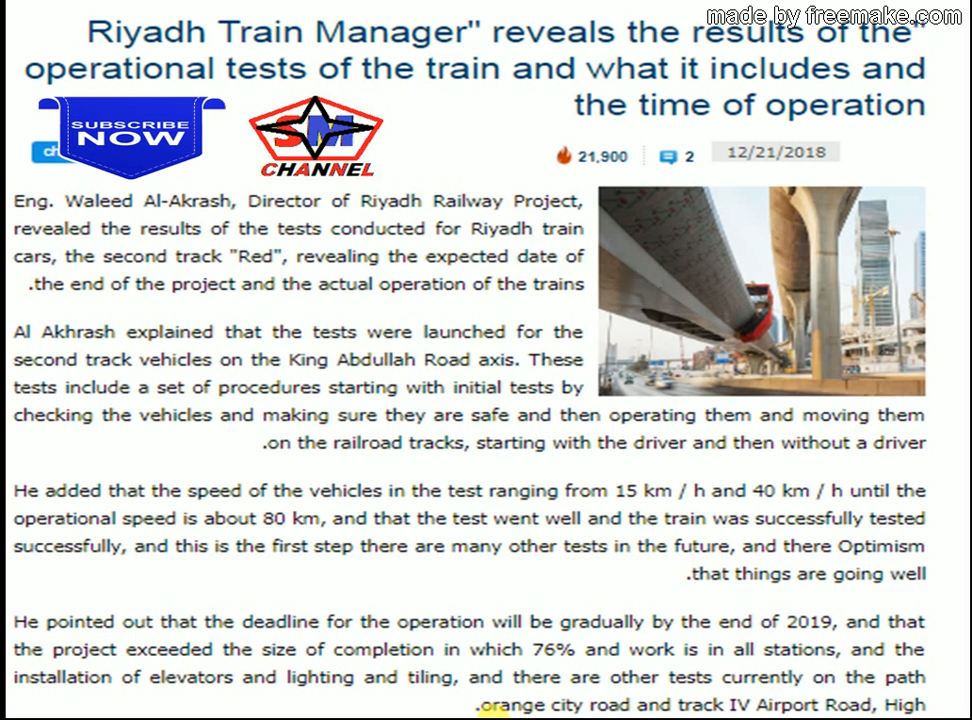 made by freemake.com
Riyadh Train Manager" reveals the results of the"
operational tests of the train and what it includes and
the time of operation
SUBSCRIBE
NOW
SM
CHANNEL
21,900
2
12/21/2018
Eng. Waleed Al-Akrash, Director of Riyadh Railway Project,
revealed the results of the tests conducted for Riyadh train
cars, the second track "Red", revealing the expected date of
.the end of the project and the actual operation of the trains
Al Akhrash explained that the tests were launched for the
second track vehicles on the King Abdullah Road axis. These
tests include a set of procedures starting with initial tests by
checking the vehicles and making sure they are safe and then operating them and moving them
.on the railroad tracks, starting with the driver and then without a driver
He added that the speed of the vehicles in the test ranging from 15 km / h and 40 km / h until the
operational speed is about 80 km, and that the test went well and the train was successfully tested
successfully, and this is the first step there are many other tests in the future, and there Optimism
.that things are going well
He pointed out that the deadline for the operation will be gradually by the end of 2019, and that
the project exceeded the size of completion in which 76% and work is in all stations, and the
installation of elevators and lighting and tiling, and there are other tests currently on the path
.orange city road and track IV Airport Road, High